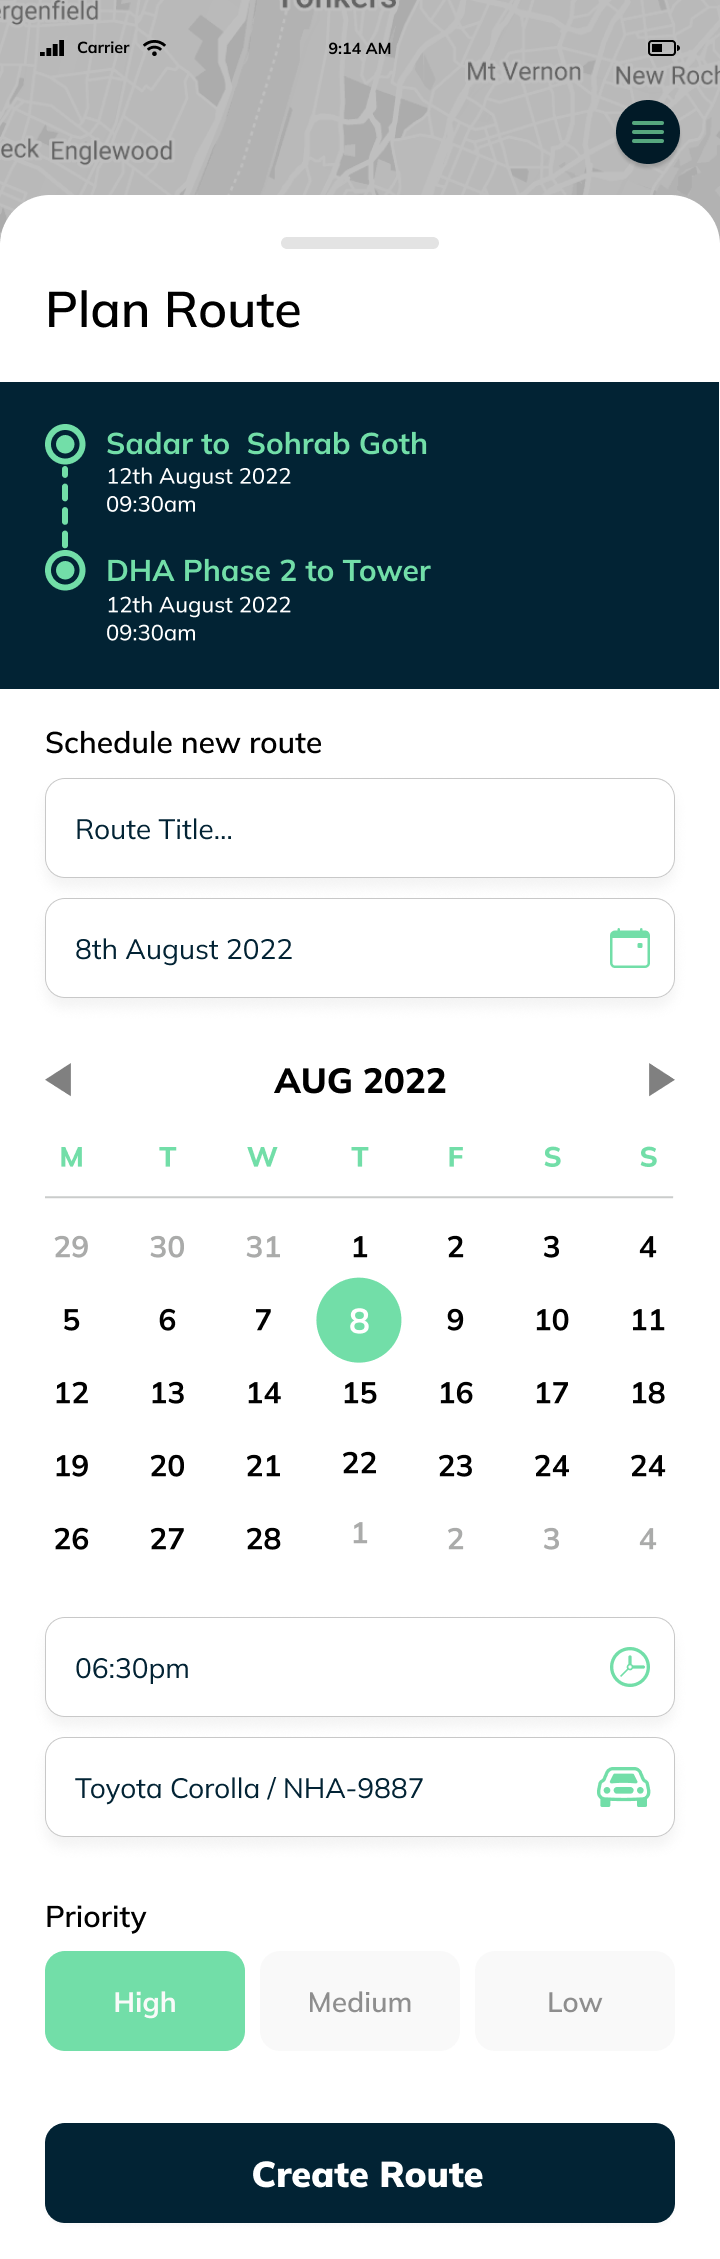 rgenfield
Yonkers
Carrier
9:14 AM
Mt Vernon
New Roch
eck Englewood
Plan Route
Sadar to Sohrab Goth
12th August 2022
09:30am
DHA Phase 2 to Tower
12th August 2022
09:30am
Schedule new route
Route Title...
8th August 2022
AUG 2022
M T W T F S S
29 30 31 1 2 3 4
5 6 7 8 9 10 11
12 13 14 15 16 17 18
19 20 21 22 23 24 24
26 27 28 1 2 3 4
06:30pm
Toyota Corolla / NHA-9887
Priority
High Medium Low
Create Route